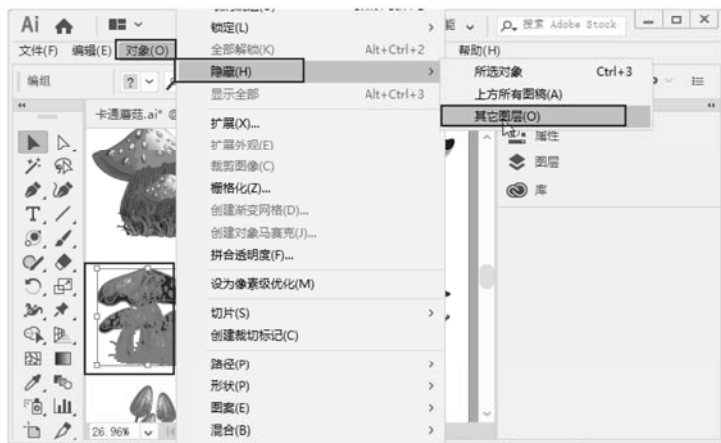 Ai
搜索 Adobe Stock
文件(F) 编辑(E) 对象(O)
帮助(H)
编组
卡通蘑菇.ai*
锁定(L)
全部解锁(K) Alt+Ctrl+2
隐藏(H)
显示全部 Alt+Ctrl+3
扩展(X)...
扩展外观(E)
裁剪图像(C)
栅格化(Z)...
创建渐变网格(D)...
创建对象马赛克(J)...
拼合透明度(F)...
设为像素级优化(M)
切片(S)
创建裁切标记(C)
路径(P)
形状(P)
图案(E)
混合(B)
所选对象 Ctrl+3
上方所有图稿(A)
其它图层(O)
属性
图层
库
26.96%